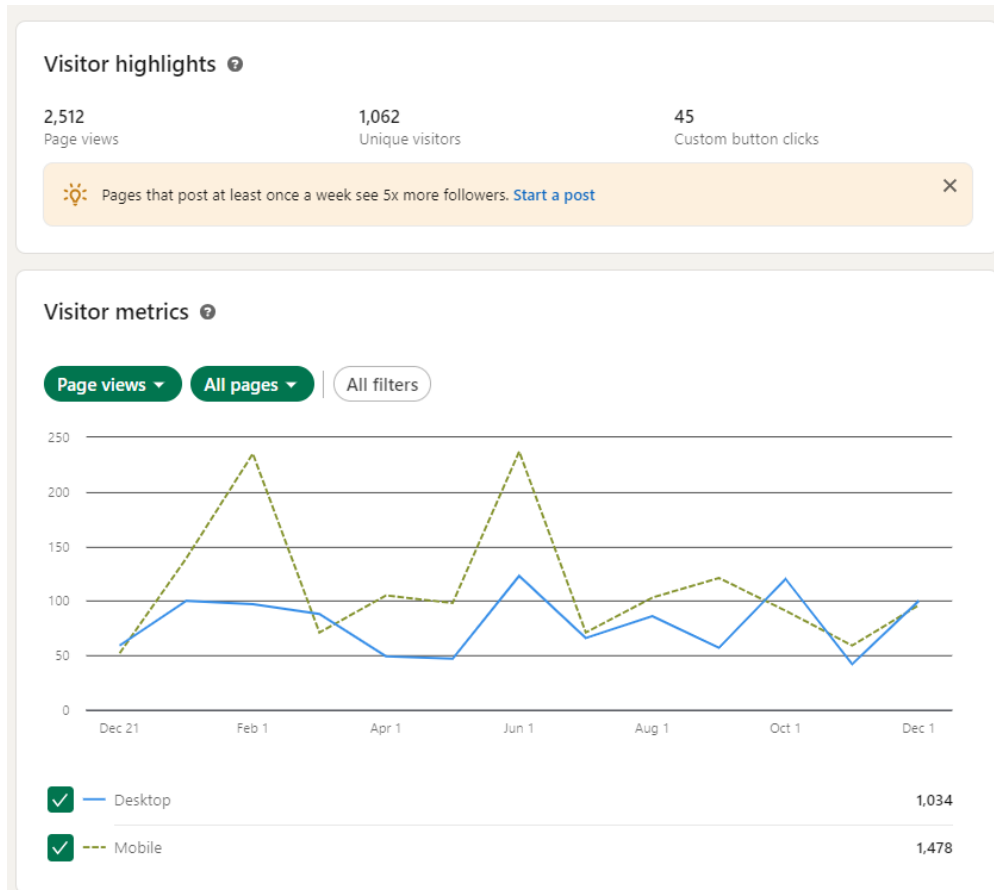 Visitor highlights ?
2,512
Page views
1,062
Unique visitors
45
Custom button clicks
Pages that post at least once a week see 5x more followers. Start a post
Visitor metrics ?
Page views
All pages
All filters
250
200
150
100
50
0
Dec 21 Feb 1 Apr 1 Jun 1 Aug 1 Oct 1 Dec 1
Desktop 1,034
Mobile 1,478